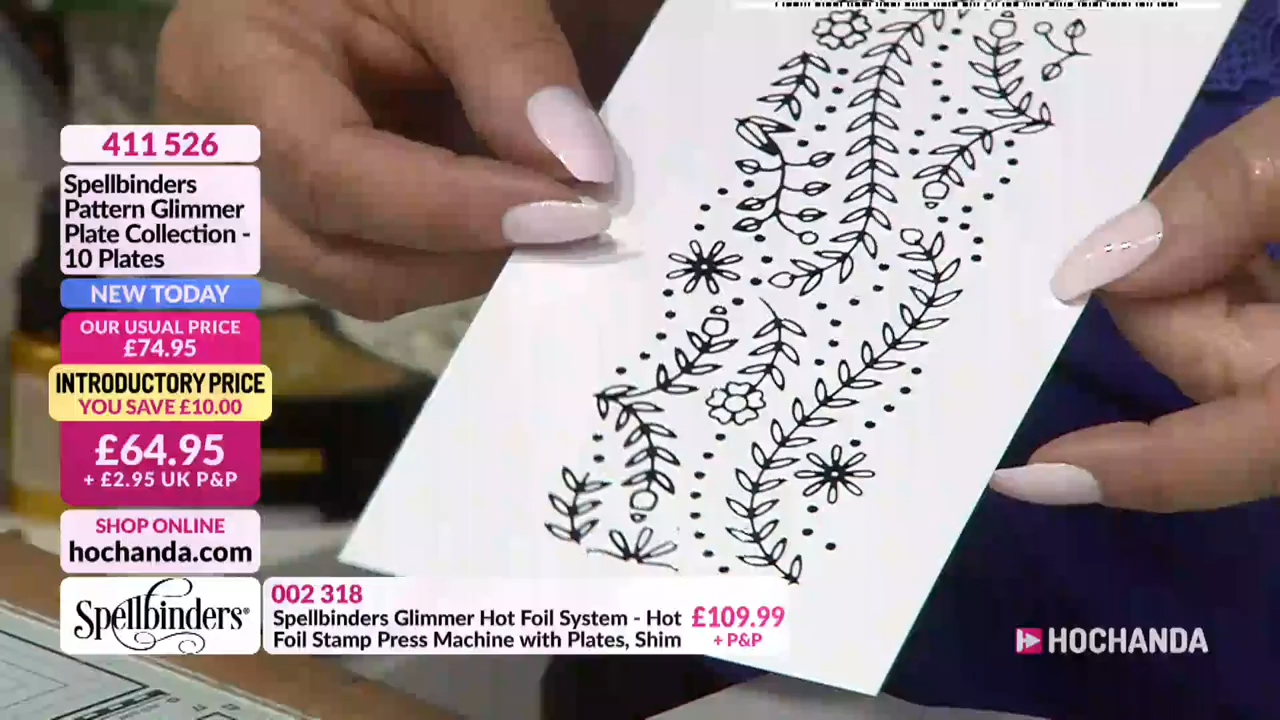 411 526
Spellbinders
Pattern Glimmer
Plate Collection -
10 Plates
NEW TODAY
OUR USUAL PRICE
£74.95
INTRODUCTORY PRICE
YOU SAVE £10.00
£64.95
+ £2.95 UK P&P
SHOP ONLINE
hochanda.com
Spellbinders®
002 318
Spellbinders Glimmer Hot Foil System - Hot
Foil Stamp Press Machine with Plates, Shim
£109.99
+ P&P
HOCHANDA